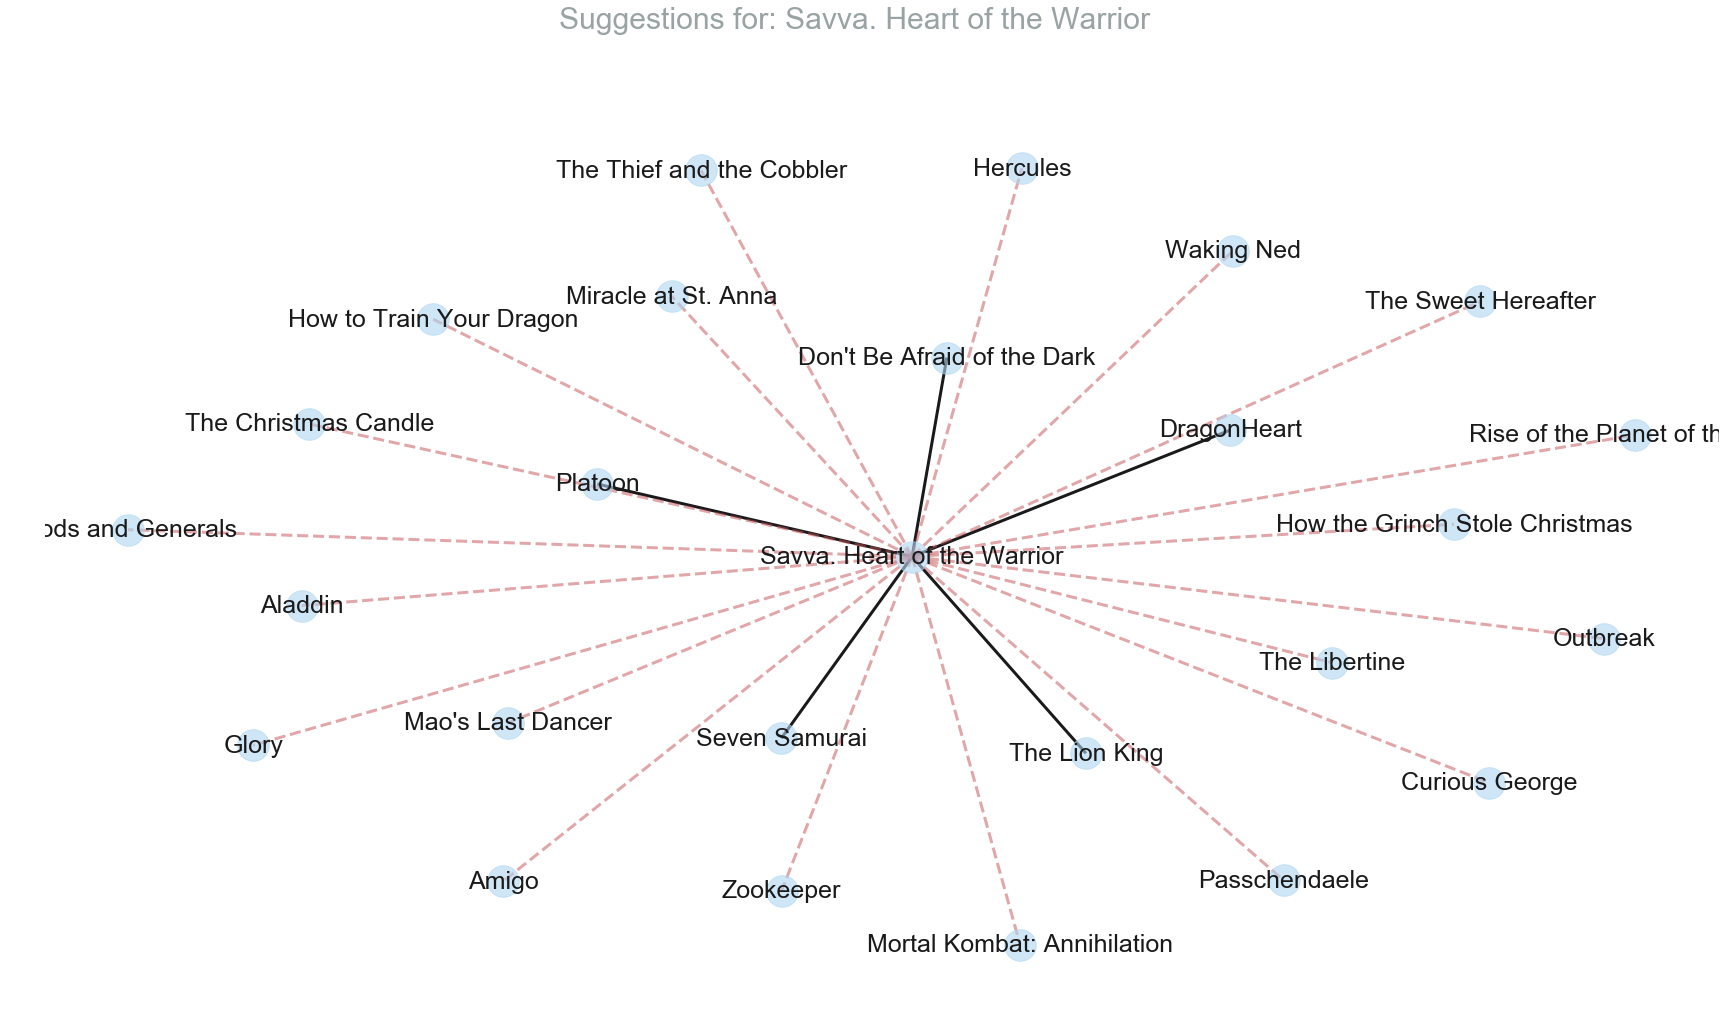 Suggestions for: Savva. Heart of the Warrior
The Thief and the Cobbler
Hercules
Waking Ned
Miracle at St. Anna
The Sweet Hereafter
How to Train Your Dragon
Don't Be Afraid of the Dark
The Christmas Candle
DragonHeart
Rise of the Planet of th
Platoon
How the Grinch Stole Christmas
ods and Generals
Savva. Heart of the Warrior
Aladdin
Outbreak
The Libertine
Mao's Last Dancer
Seven Samurai
Glory
The Lion King
Curious George
Passchendaele
Amigo
Zookeeper
Mortal Kombat: Annihilation